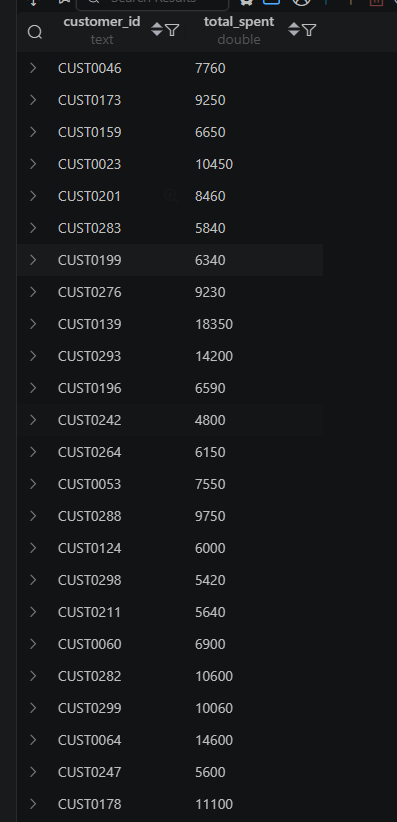 Search Results
customer_id total_spent
text double
CUST0046 7760
CUST0173 9250
CUST0159 6650
CUST0023 10450
CUST0201 8460
CUST0283 5840
CUST0199 6340
CUST0276 9230
CUST0139 18350
CUST0293 14200
CUST0196 6590
CUST0242 4800
CUST0264 6150
CUST0053 7550
CUST0288 9750
CUST0124 6000
CUST0298 5420
CUST0211 5640
CUST0060 6900
CUST0282 10600
CUST0299 10060
CUST0064 14600
CUST0247 5600
CUST0178 11100